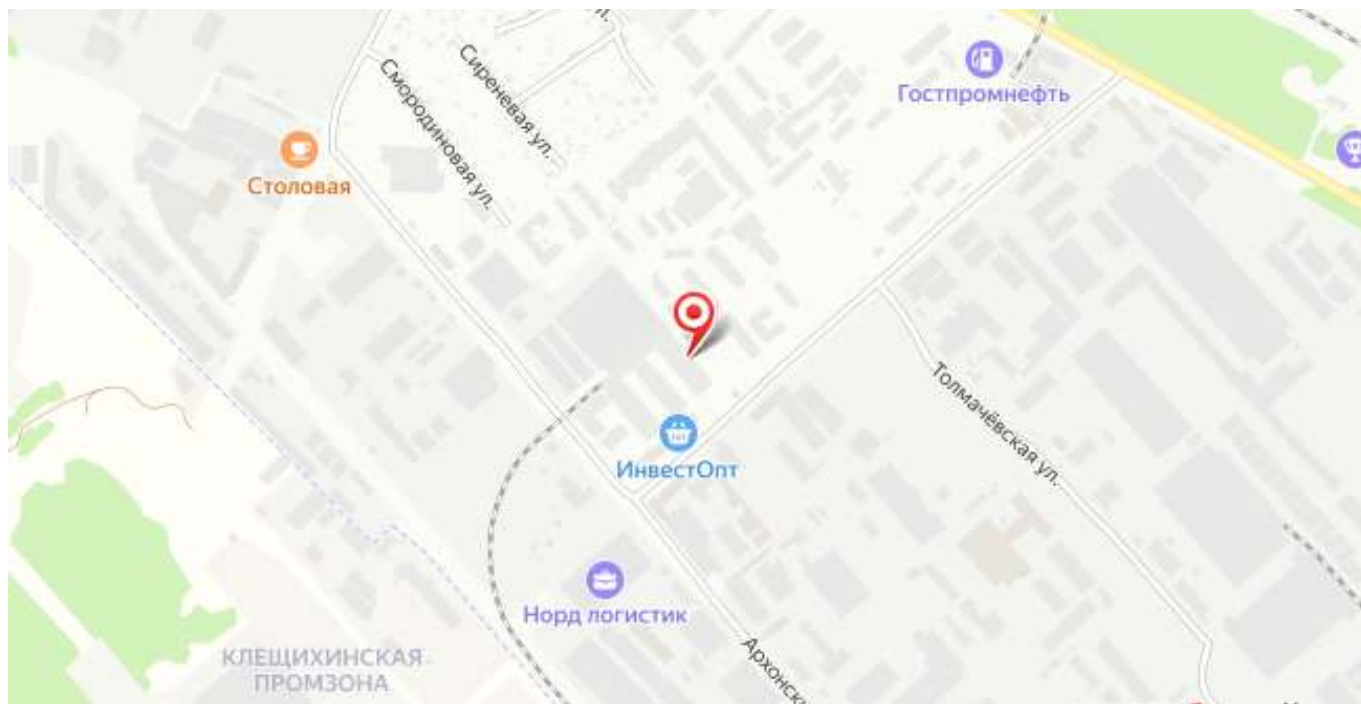 Сиреневая ул.
Смородиновая ул.
Гостпромнефть
Столовая
Толмачёвская ул.
ИнвестОпт
Норд логистик
КЛЕЩИХИНСКАЯ
ПРОМЗОНА